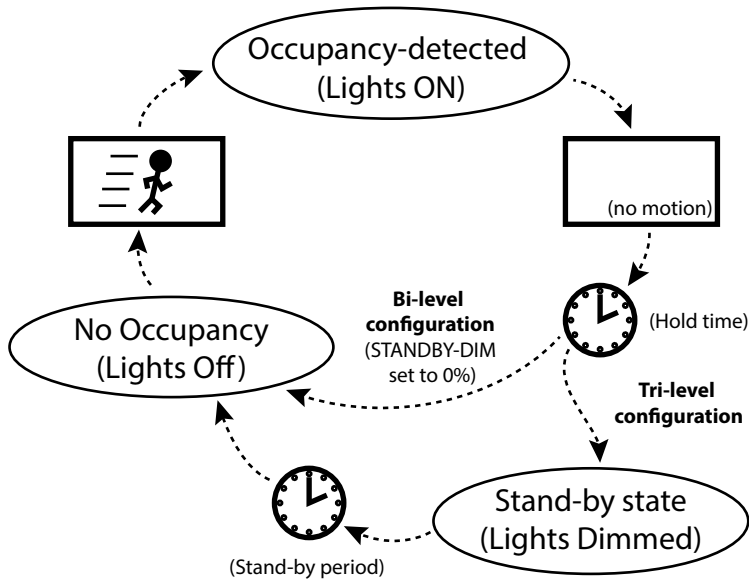 Occupancy-detected
(Lights ON)
(no motion)
(Hold time)
Bi-level
configuration
(STANDBY-DIM
set to 0%)
No Occupancy
(Lights Off)
Tri-level
configuration
Stand-by state
(Lights Dimmed)
(Stand-by period)